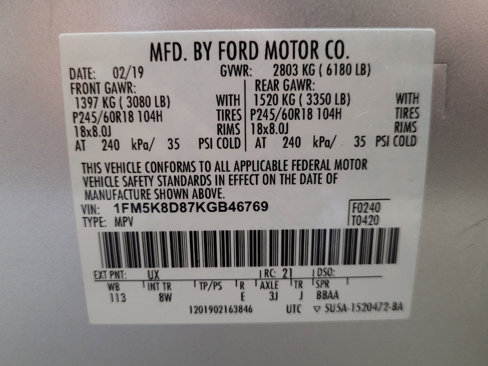 MFD. BY FORD MOTOR CO.
DATE: 02/19 GVWR: 2803 KG ( 6180 LB)
FRONT GAWR: REAR GAWR:
1397 KG ( 3080 LB) WITH 1520 KG ( 3350 LB) WITH
P245/60R18 104H TIRES P245/60R18 104H TIRES
18x8.0J RIMS 18x8.0J RIMS
AT 240 kPa/ 35 PSI COLD AT 240 kPa/ 35 PSI COLD
THIS VEHICLE CONFORMS TO ALL APPLICABLE FEDERAL MOTOR
VEHICLE SAFETY STANDARDS IN EFFECT ON THE DATE OF
MANUFACTURE SHOWN ABOVE.
VIN: 1FM5K8D87KGB46769 F0240
TYPE: MPV T0420
EXT PNT: UX RC: 21 DSO:
WB INT TR TP/PS R AXLE TR SPR
113 8W E 3J J BBAA
1201902163846 UTC ▽ 5U5A-1520472-BA